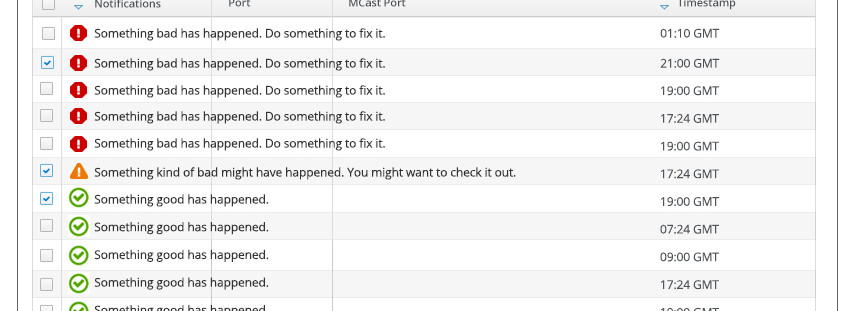 Notifications Port MCast Port Timestamp
Something bad has happened. Do something to fix it. 01:10 GMT
Something bad has happened. Do something to fix it. 21:00 GMT
Something bad has happened. Do something to fix it. 19:00 GMT
Something bad has happened. Do something to fix it. 17:24 GMT
Something bad has happened. Do something to fix it. 19:00 GMT
Something kind of bad might have happened. You might want to check it out. 17:24 GMT
Something good has happened. 19:00 GMT
Something good has happened. 07:24 GMT
Something good has happened. 09:00 GMT
Something good has happened. 17:24 GMT
Something good has happened. GMT